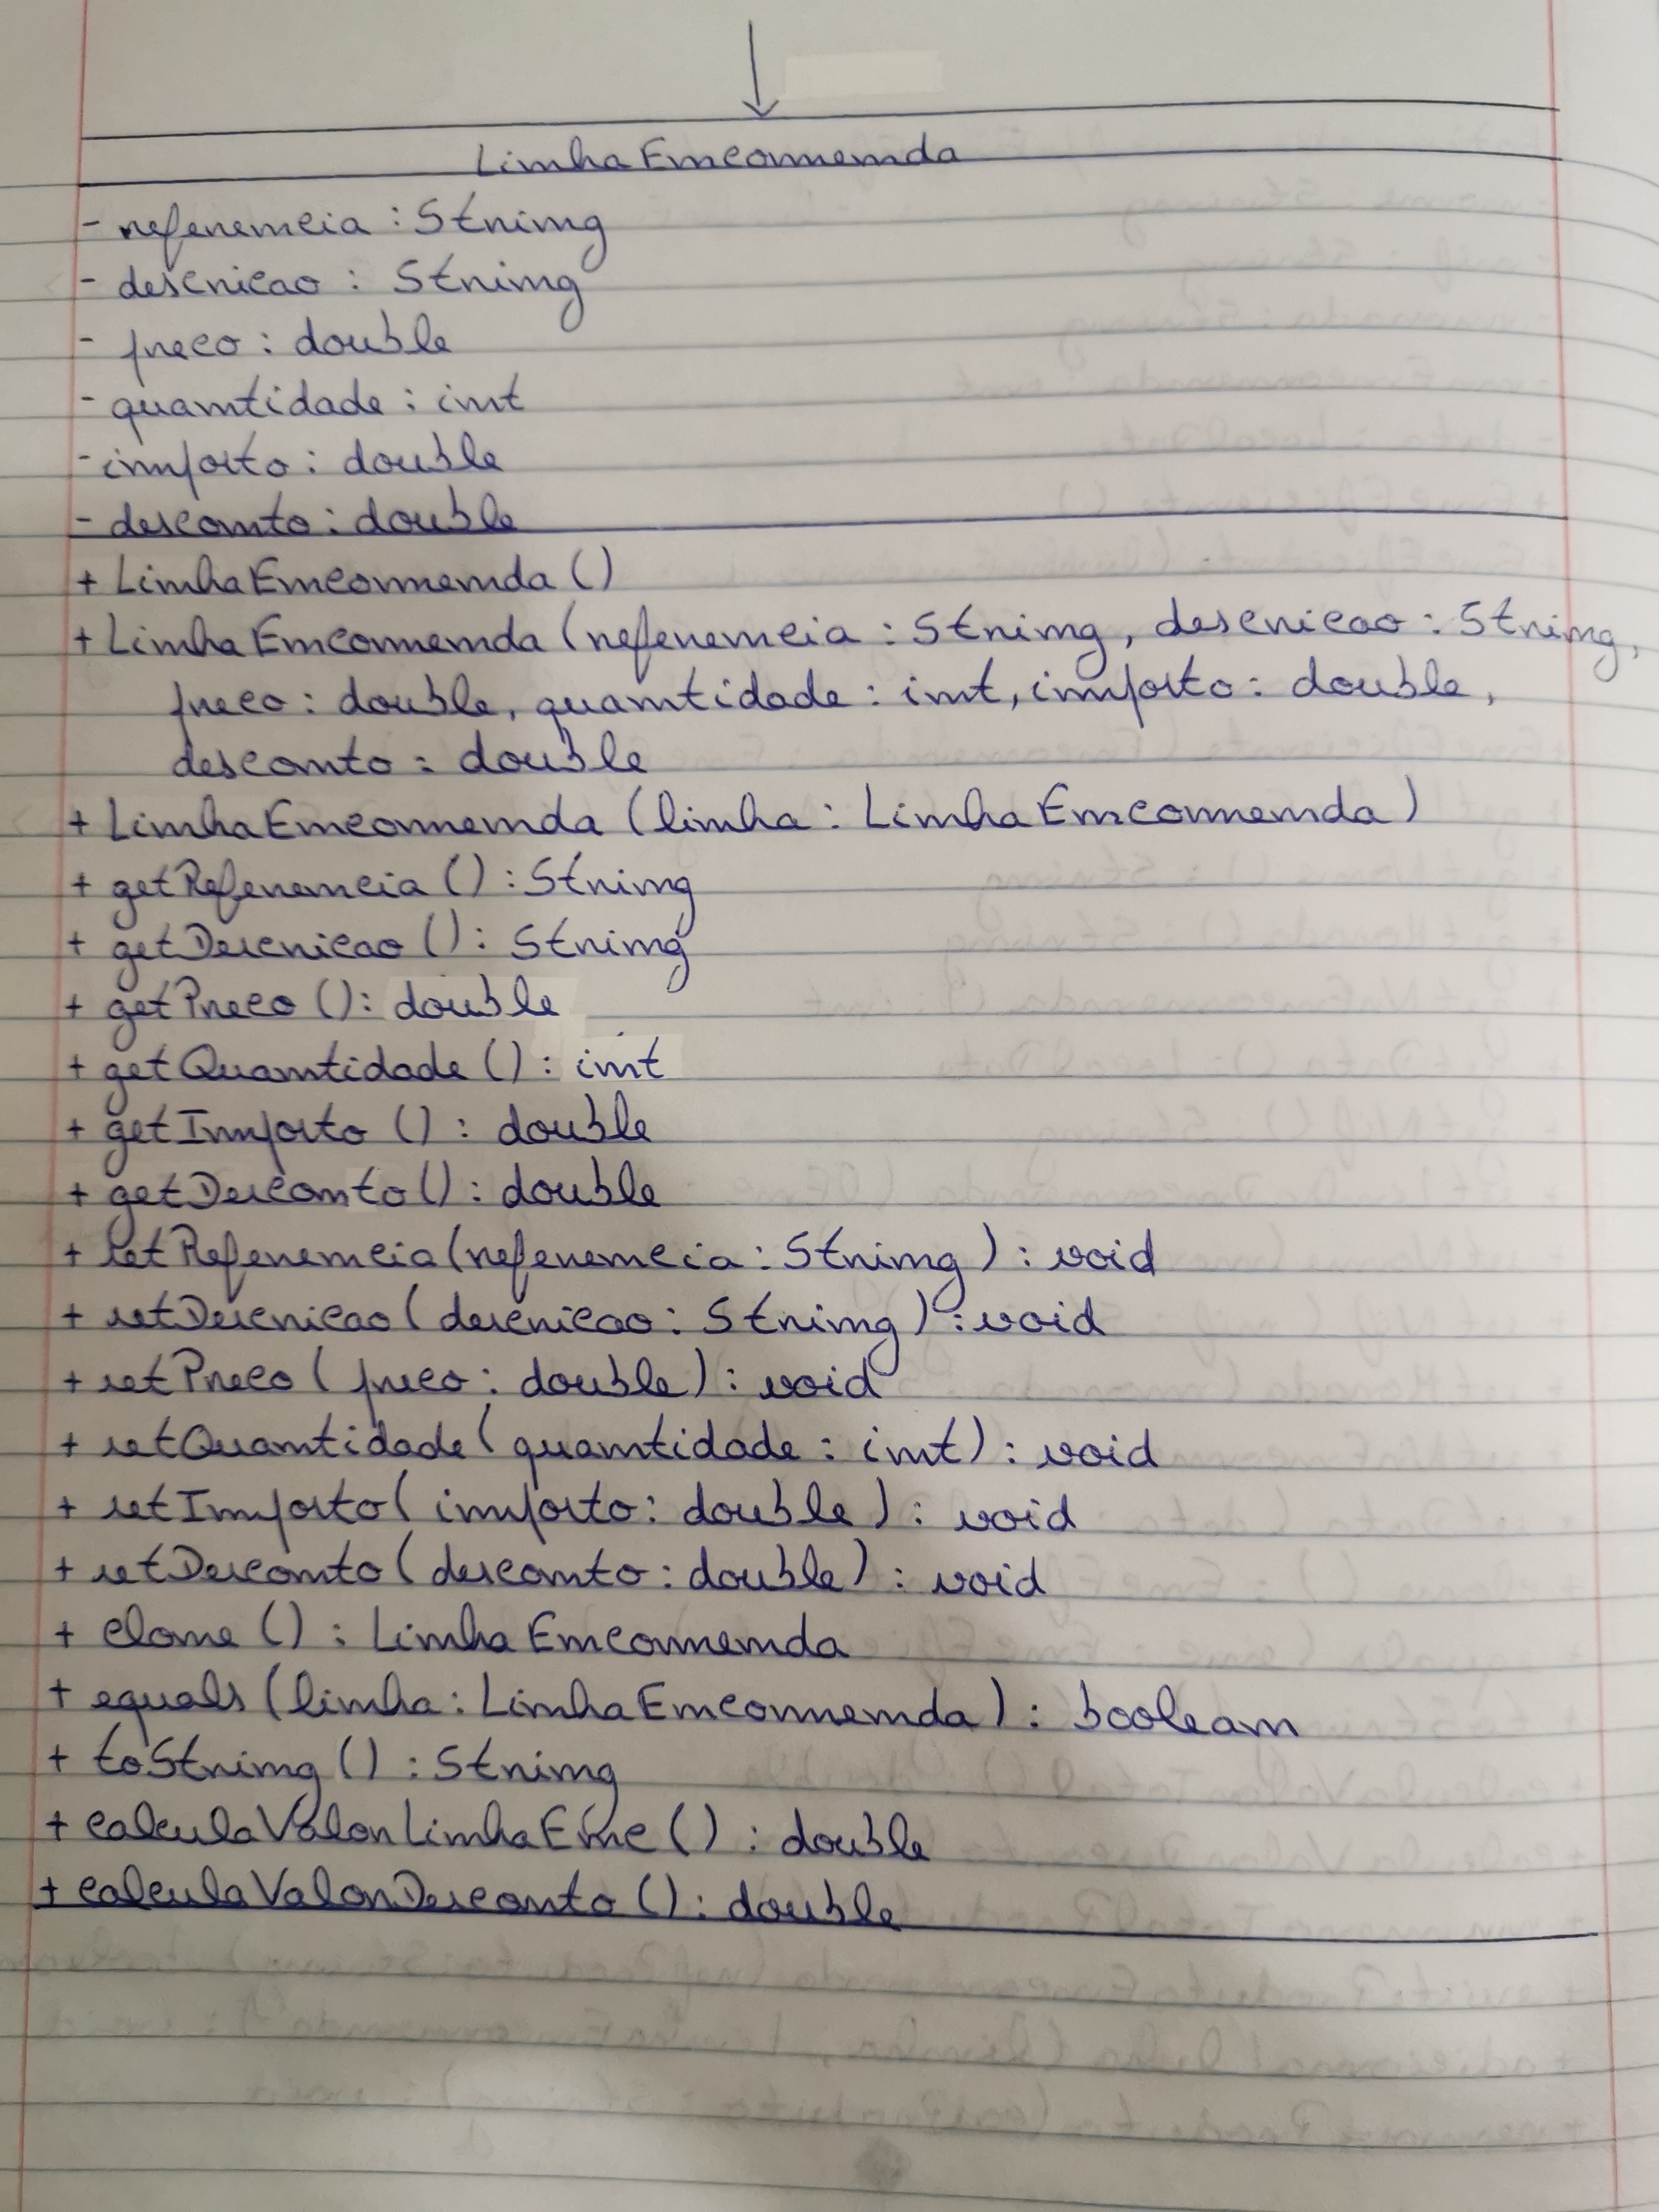 LinhaEncomenda
- referencia : String
- descricao : String
- preco : double
- quantidade : int
- imposto : double
- desconto : double
+ LinhaEncomenda ()
+ LinhaEncomenda (referencia : String, descricao : String,
preco : double, quantidade : int, imposto : double,
desconto : double
+ LinhaEncomenda (linha : LinhaEncomenda)
+ getReferencia () : String
+ getDescricao () : String
+ getPreco () : double
+ getQuantidade () : int
+ getImposto () : double
+ getDesconto () : double
+ setReferencia (referencia : String) : void
+ setDescricao (descricao : String) : void
+ setPreco (preco : double) : void
+ setQuantidade (quantidade : int) : void
+ setImposto (imposto : double) : void
+ setDesconto (desconto : double) : void
+ clone () : LinhaEncomenda
+ equals (linha : LinhaEncomenda) : boolean
+ toString () : String
+ calculaValorLinhaEnc () : double
+ calculaValorDesconto () : double